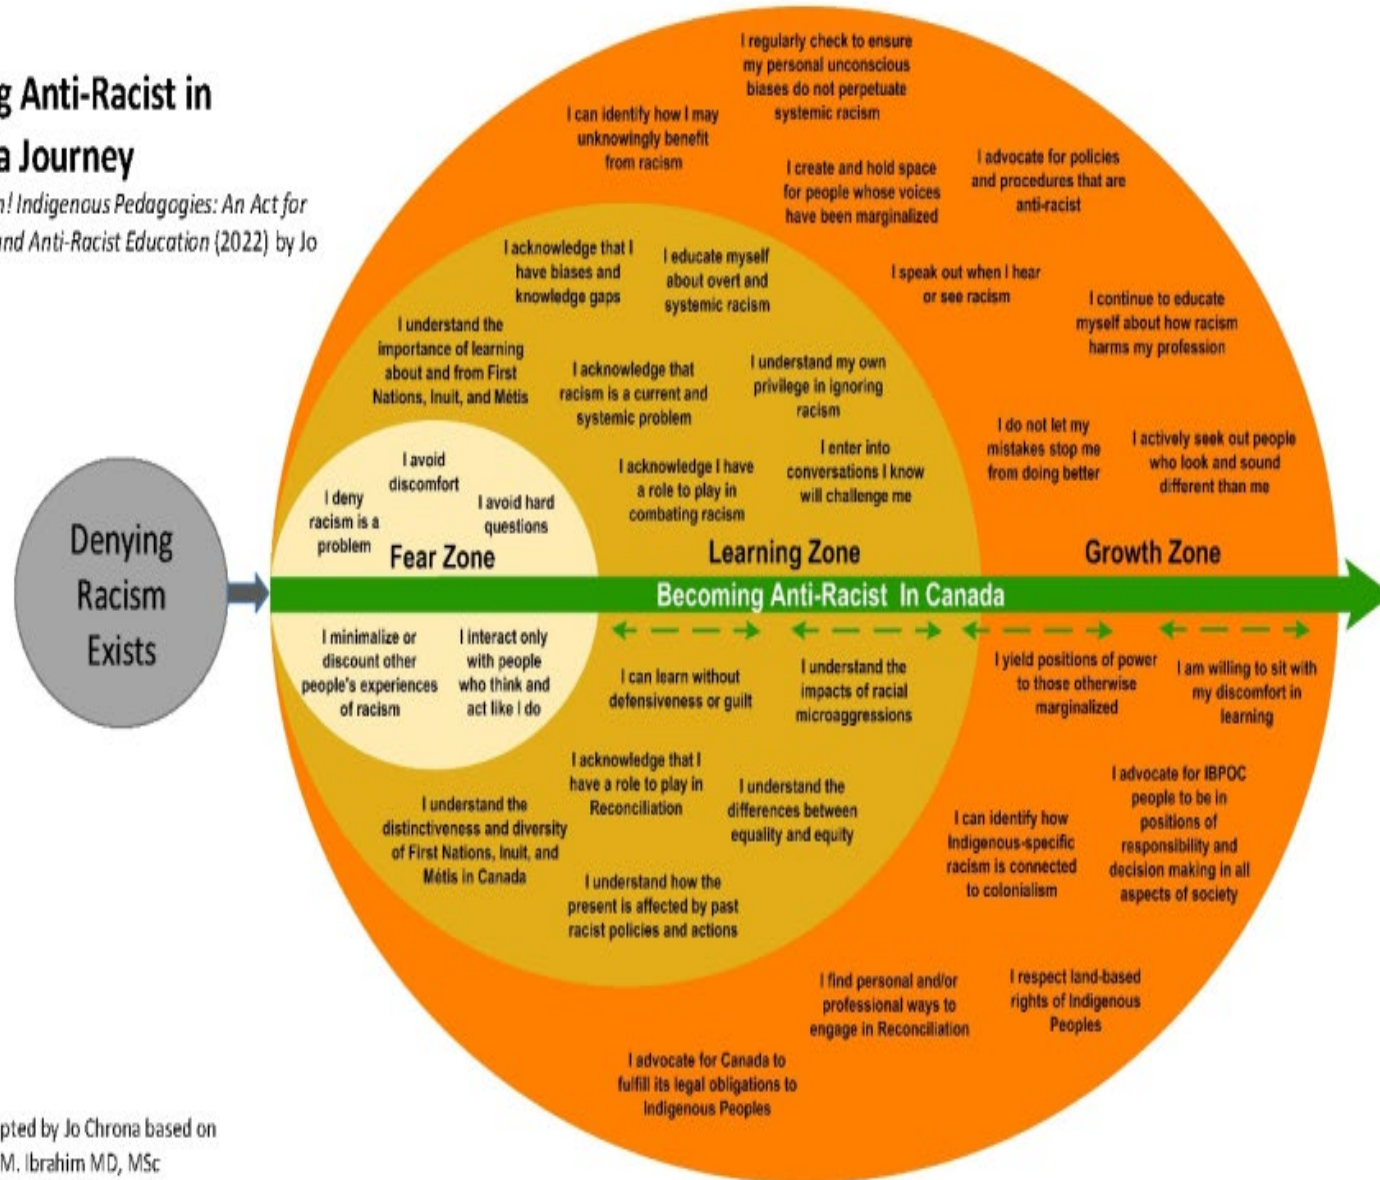 g Anti-Racist in
a Journey
n! Indigenous Pedagogies: An Act for
nd Anti-Racist Education (2022) by Jo
I regularly check to ensure
my personal unconscious
biases do not perpetuate
systemic racism
I can identify how I may
unknowingly benefit
from racism
I create and hold space
for people whose voices
have been marginalized
I advocate for policies
and procedures that are
anti-racist
I speak out when I hear
or see racism
I continue to educate
myself about how racism
harms my profession
I do not let my
mistakes stop me
from doing better
I actively seek out people
who look and sound
different than me
I acknowledge that I
have biases and
knowledge gaps
I educate myself
about overt and
systemic racism
I understand the
importance of learning
about and from First
Nations, Inuit, and Métis
I acknowledge that
racism is a current and
systemic problem
I understand my own
privilege in ignoring
racism
I acknowledge I have
a role to play in
combating racism
I enter into
conversations I know
will challenge me
I avoid
discomfort
I deny
racism is a
problem
I avoid hard
questions
Denying
Racism
Exists
Fear Zone
Learning Zone
Growth Zone
Becoming Anti-Racist In Canada
I minimalize or
discount other
people's experiences
of racism
I interact only
with people
who think and
act like I do
I can learn without
defensiveness or guilt
I understand the
impacts of racial
microaggressions
I yield positions of power
to those otherwise
marginalized
I am willing to sit with
my discomfort in
learning
I acknowledge that I
have a role to play in
Reconciliation
I understand the
differences between
equality and equity
I understand the
distinctiveness and diversity
of First Nations, Inuit, and
Métis in Canada
I understand how the
present is affected by past
racist policies and actions
I can identify how
Indigenous-specific
racism is connected
to colonialism
I advocate for IBPOC
people to be in
positions of
responsibility and
decision making in all
aspects of society
I find personal and/or
professional ways to
engage in Reconciliation
I respect land-based
rights of Indigenous
Peoples
I advocate for Canada to
fulfill its legal obligations to
Indigenous Peoples
pted by Jo Chrona based on
M. Ibrahim MD, MSc